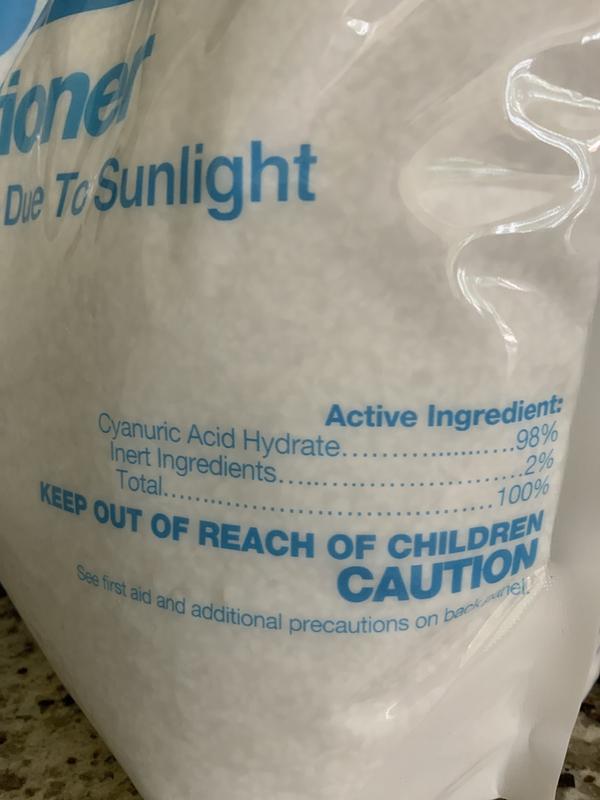 ioner
Due To Sunlight
Active Ingredient:
Cyanuric Acid Hydrate....................98%
Inert Ingredients..............................2%
Total........................................100%
KEEP OUT OF REACH OF CHILDREN
CAUTION
See first aid and additional precautions on back panel.